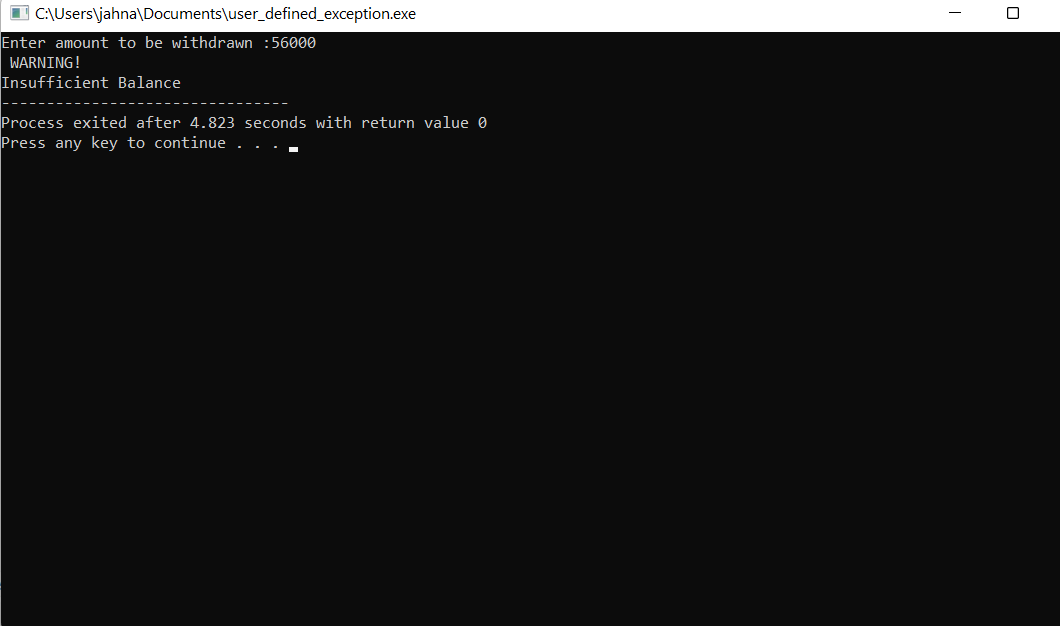 C:\Users\jahna\Documents\user_defined_exception.exe
Enter amount to be withdrawn :56000
 WARNING!
Insufficient Balance
--------------------------------
Process exited after 4.823 seconds with return value 0
Press any key to continue . . .